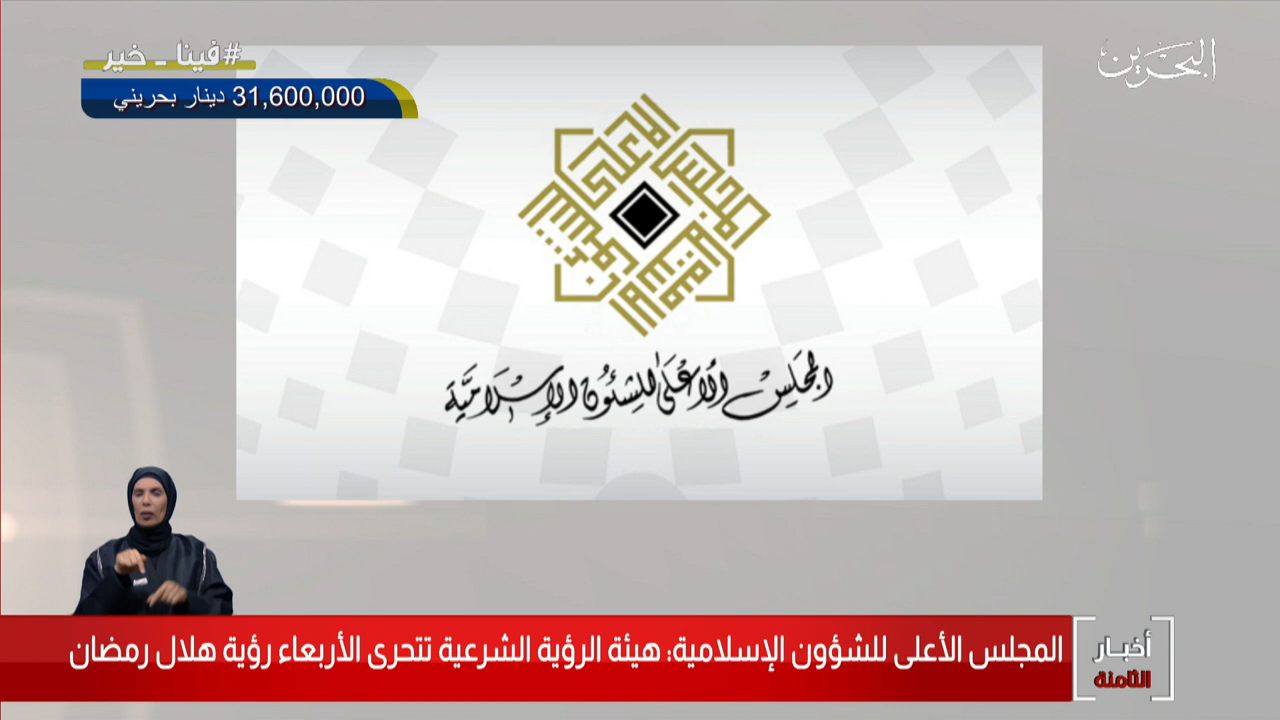 #فينا_خير
البحرين
31,600,000 دينار بحريني
المجلس الأعلى للشئون الإسلامية
المجلس الأعلى للشؤون الإسلامية: هيئة الرؤية الشرعية تتحرى الأربعاء رؤية هلال رمضان
أخبار
الثامنة